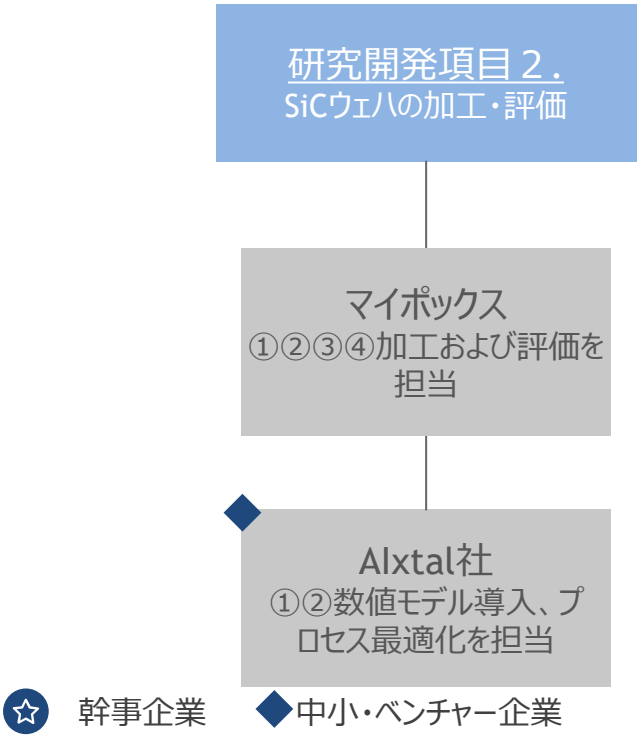 研究開発項目２．
SiCウェハの加工・評価
マイポックス
①②③④加工および評価を
担当
AIxtal社
①②数値モデル導入、プ
ロセス最適化を担当
幹事企業 中小・ベンチャー企業